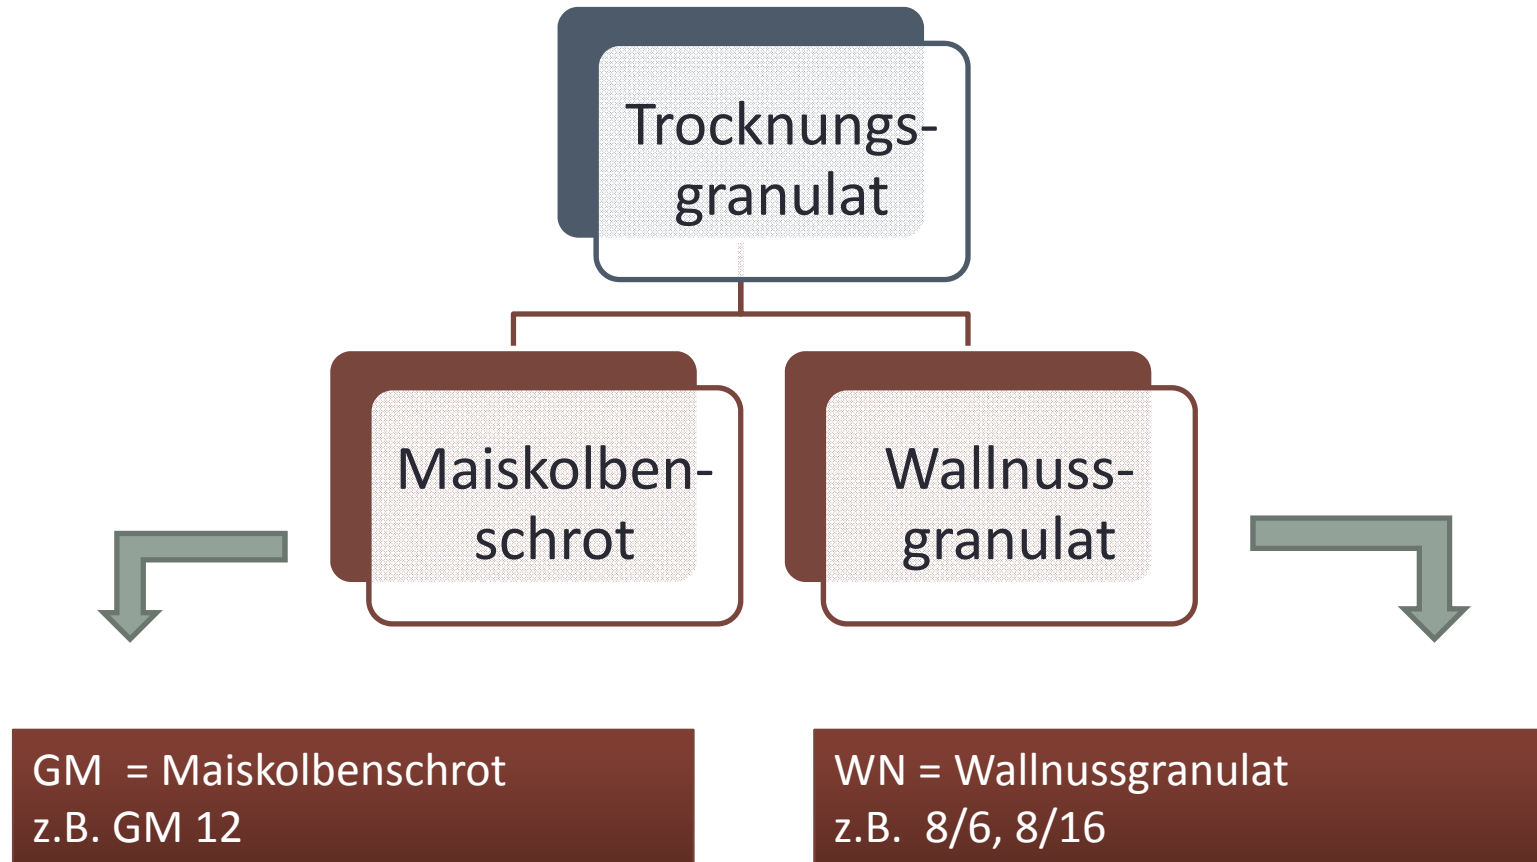 Trocknungs-
granulat
Maiskolben-
schrot
Wallnuss-
granulat
GM = Maiskolbenschrot
z.B. GM 12
WN = Wallnussgranulat
z.B. 8/6, 8/16